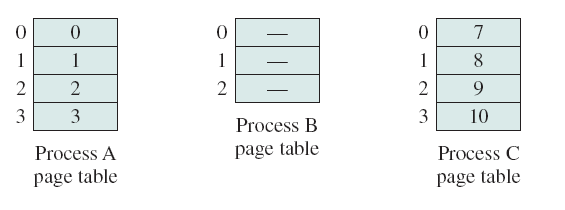 0 0
1 1
2 2
3 3
Process A
page table
0 —
1 —
2 —
Process B
page table
0 7
1 8
2 9
3 10
Process C
page table